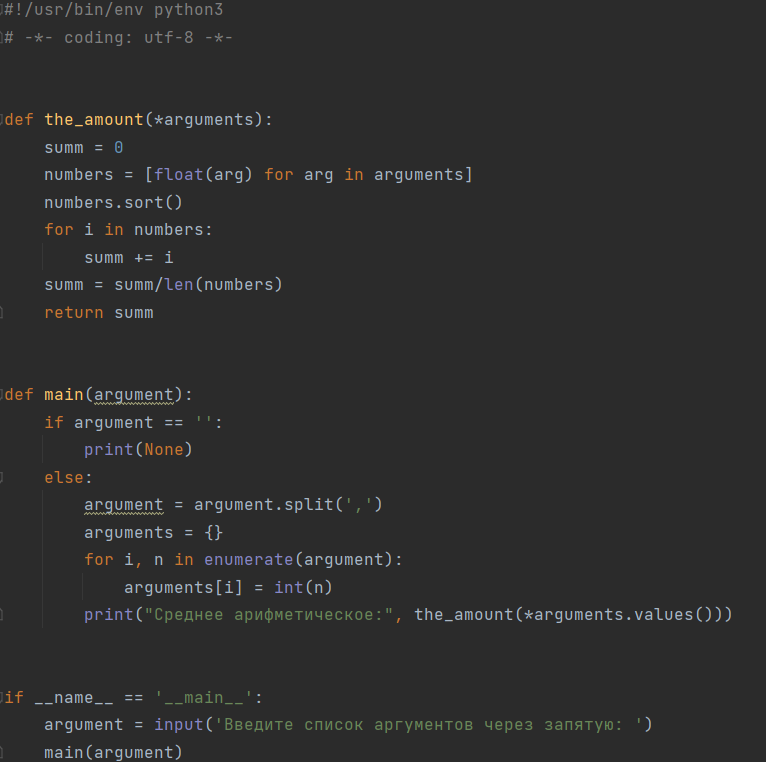 #!/usr/bin/env python3
# -*- coding: utf-8 -*-
def the_amount(*arguments):
    summ = 0
    numbers = [float(arg) for arg in arguments]
    numbers.sort()
    for i in numbers:
        summ += i
    summ = summ/len(numbers)
    return summ
def main(argument):
    if argument == '':
        print(None)
    else:
        argument = argument.split(',')
        arguments = {}
        for i, n in enumerate(argument):
            arguments[i] = int(n)
        print("Среднее арифметическое:", the_amount(*arguments.values()))
if __name__ == '__main__':
    argument = input('Введите список аргументов через запятую: ')
    main(argument)